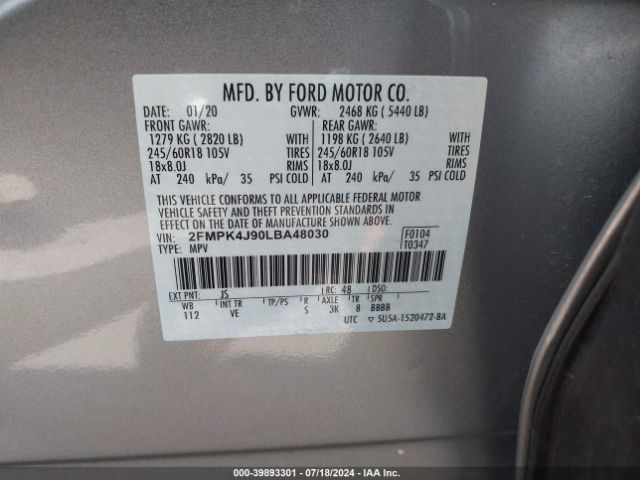 MFD. BY FORD MOTOR CO.
DATE: 01/20 GVWR: 2468 KG ( 5440 LB)
FRONT GAWR: REAR GAWR:
1279 KG ( 2820 LB) WITH 1198 KG ( 2640 LB) WITH
245/60R18 105V TIRES 245/60R18 105V TIRES
18x8.0J RIMS 18x8.0J RIMS
AT 240 kPa/ 35 PSI COLD AT 240 kPa/ 35 PSI COLD
THIS VEHICLE CONFORMS TO ALL APPLICABLE FEDERAL MOTOR
VEHICLE SAFETY AND THEFT PREVENTION STANDARDS IN
EFFECT ON THE DATE OF MANUFACTURE SHOWN ABOVE.
VIN: 2FMPK4J90LBA48030 F0104
TYPE: MPV T0347
EXT PNT: JS RC: 48 DSO:
WB INT TR TP/PS R AXLE TR SPR
112 VE S 3K 8 BBBB
UTC ▽ 5U5A-1520472-BA
000-39893301 | 07/18/2024 | IAA Inc.